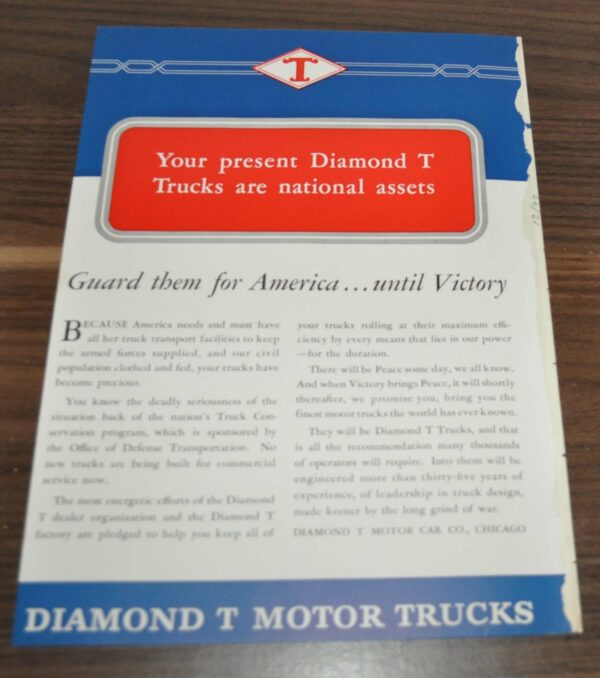 T
Your present Diamond T
Trucks are national assets
Guard them for America...until Victory
BECAUSE America needs and must have
all her truck transport facilities to keep
the armed forces supplied, and our civil
population clothed and fed, your trucks have
become precious.
You know the deadly seriousness of the
situation back of the nation's Truck Con-
servation program, which is sponsored by
the Office of Defense Transportation. No
new trucks are being built for commercial
service now.
The most energetic efforts of the Diamond
T dealer organization and the Diamond T
factory are pledged to help you keep all of
your trucks rolling at their maximum effi-
ciency by every means that lies in our power
—for the duration.
There will be Peace some day, we all know.
And when Victory brings Peace, it will shortly
thereafter, we promise you, bring you the
finest motor trucks the world has ever known.
They will be Diamond T Trucks, and that
is all the recommendation many thousands
of operators will require. Into them will be
engineered more than thirty-five years of
experience, of leadership in truck design,
made keener by the long grind of war.
DIAMOND T MOTOR CAR CO., CHICAGO
DIAMOND T MOTOR TRUCKS